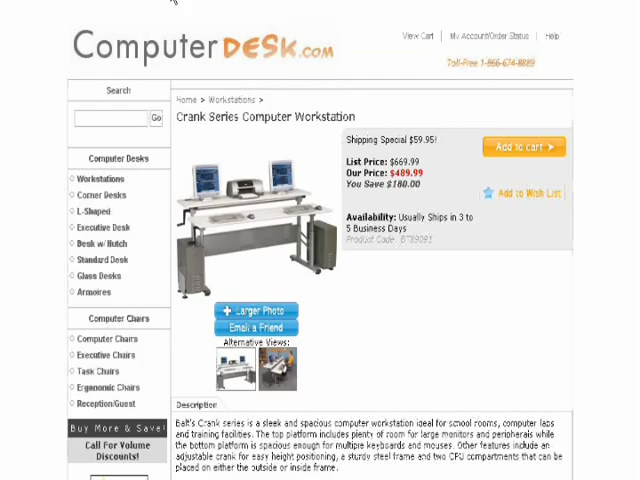 ComputerDESK.com
View Cart | My Account/Order Status | Help
Toll-Free 1-866-674-8889
Search
Go
Computer Desks
Workstations
Corner Desks
L-Shaped
Executive Desk
Desk w/ Hutch
Standard Desk
Glass Desks
Armoires
Computer Chairs
Computer Chairs
Executive Chairs
Task Chairs
Ergonomic Chairs
Reception/Guest
Buy More & Save!
Call For Volume
Discounts!
Home > Workstations >
Crank Series Computer Workstation
Shipping Special $59.95!
List Price: $669.99
Our Price: $489.99
You Save $180.00
Availability: Usually Ships in 3 to
5 Business Days
Product Code
Add to cart
Add to Wish List
Larger Photo
Email a Friend
Alternative Views:
Description
Balt's Crank series is a sleek and spacious computer workstation ideal for school rooms, computer labs
and training facilities. The top platform includes plenty of room for large monitors and peripherals while
the bottom platform is spacious enough for multiple keyboards and mouses. Other features include an
adjustable crank for easy height positioning, a sturdy steel frame and two CPU compartments that can be
placed on either the outside or inside frame.